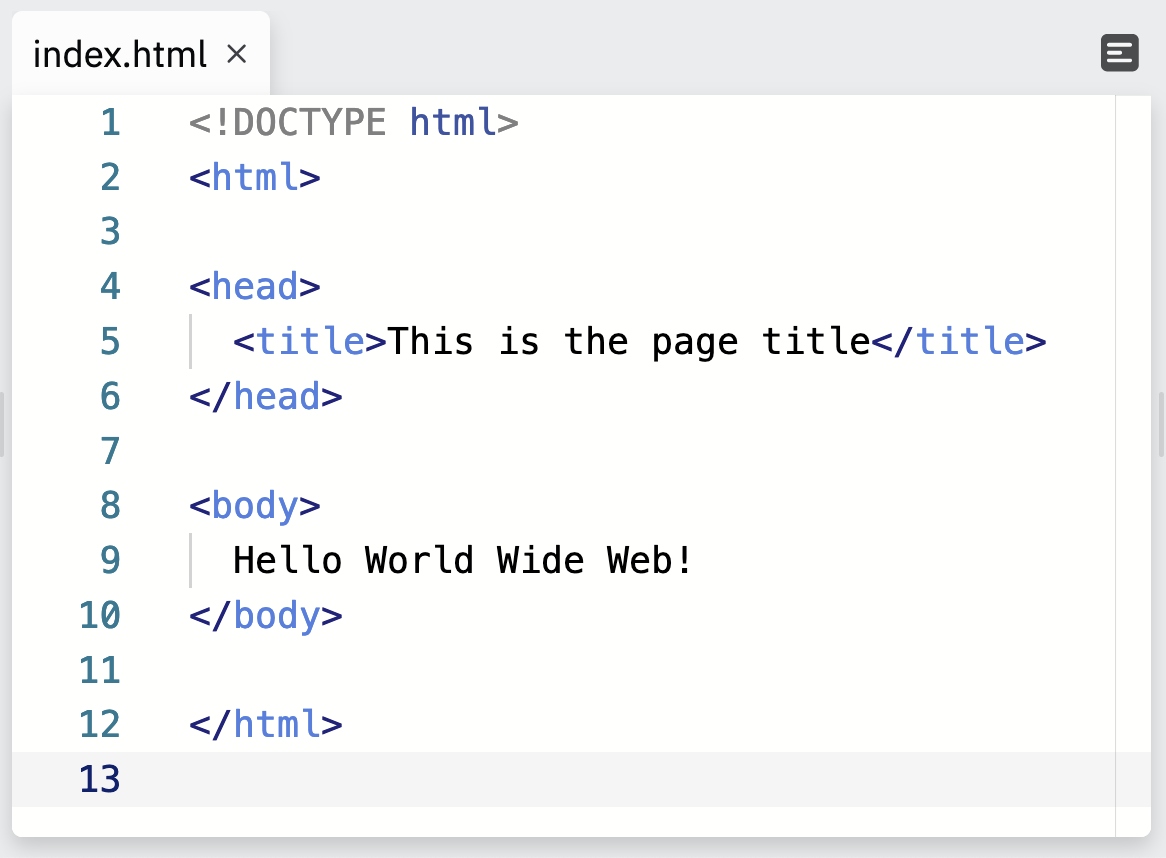 index.html ×
1 <!DOCTYPE html>
2 <html>
3
4 <head>
5   <title>This is the page title</title>
6 </head>
7
8 <body>
9   Hello World Wide Web!
10 </body>
11
12 </html>
13